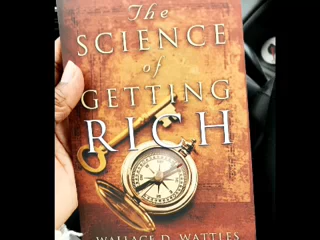 The
SCIENCE
of
GETTING
RICH
WALLACE D. WATTLES